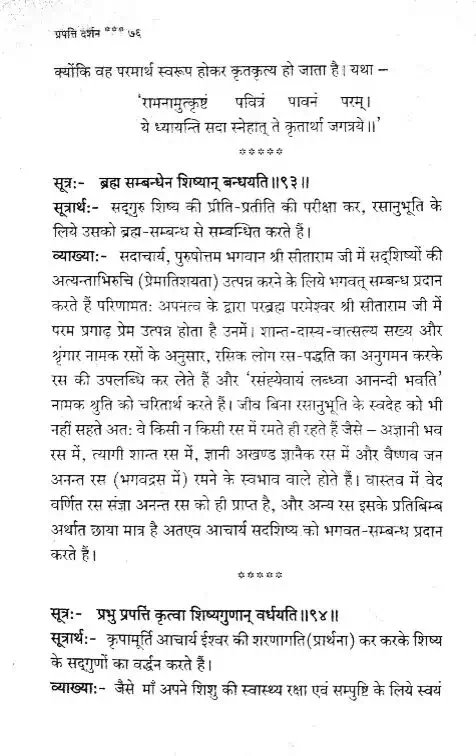 प्रपत्ति दर्शन *** ७६
क्योंकि वह परमार्थ स्वरूप होकर कृतकृत्य हो जाता है। यथा –
'रामनामुत्कृष्टं पवित्रं पावनं परम्।
ये ध्यायन्ति सदा स्नेहात् ते कृतार्था जगत्रये॥'
*****
सूत्र:- ब्रह्म सम्बन्धेन शिष्यान् बन्धयति॥९३॥
सूत्रार्थ:- सद्‌गुरु शिष्य की प्रीति-प्रतीति की परीक्षा कर, रसानुभूति के
लिये उसको ब्रह्म-सम्बन्ध से सम्बन्धित करते हैं।
व्याख्या:- सदाचार्य, पुरुषोत्तम भगवान श्री सीताराम जी में सद्‌शिष्यों की
अत्यन्ताभिरुचि (प्रेमातिशयता) उत्पन्न करने के लिये भगवत् सम्बन्ध प्रदान
करते हैं परिणामतः अपनत्व के द्वारा परब्रह्म परमेश्वर श्री सीताराम जी में
परम प्रगाढ़ प्रेम उत्पन्न होता है उनमें। शान्त-दास्य-वात्सल्य सख्य और
श्रृंगार नामक रसों के अनुसार, रसिक लोग रस-पद्धति का अनुगमन करके
रस की उपलब्धि कर लेते हैं और 'रसंह्येवायं लब्ध्वा आनन्दी भवति'
नामक श्रुति को चरितार्थ करते हैं। जीव बिना रसानुभूति के स्वदेह को भी
नहीं सहते अतः वे किसी न किसी रस में रमते ही रहते हैं जैसे – अज्ञानी भव
रस में, त्यागी शान्त रस में, ज्ञानी अखण्ड ज्ञानैक रस में और वैष्णव जन
अनन्त रस (भगवद्रस में) रमने के स्वभाव वाले होते हैं। वास्तव में वेद
वर्णित रस संज्ञा अनन्त रस को ही प्राप्त है, और अन्य रस इसके प्रतिबिम्ब
अर्थात छाया मात्र है अतएव आचार्य सदशिष्य को भगवत-सम्बन्ध प्रदान
करते हैं।
*****
सूत्र:- प्रभु प्रपत्तिं कृत्वा शिष्यगुणान् वर्धयति॥९४॥
सूत्रार्थ:- कृपामूर्ति आचार्य ईश्वर की शरणागति(प्रार्थना) कर करके शिष्य
के सद्‌गुणों का वर्द्धन करते हैं।
व्याख्या:- जैसे माँ अपने शिशु की स्वास्थ्य रक्षा एवं सम्पुष्टि के लिये स्वयं